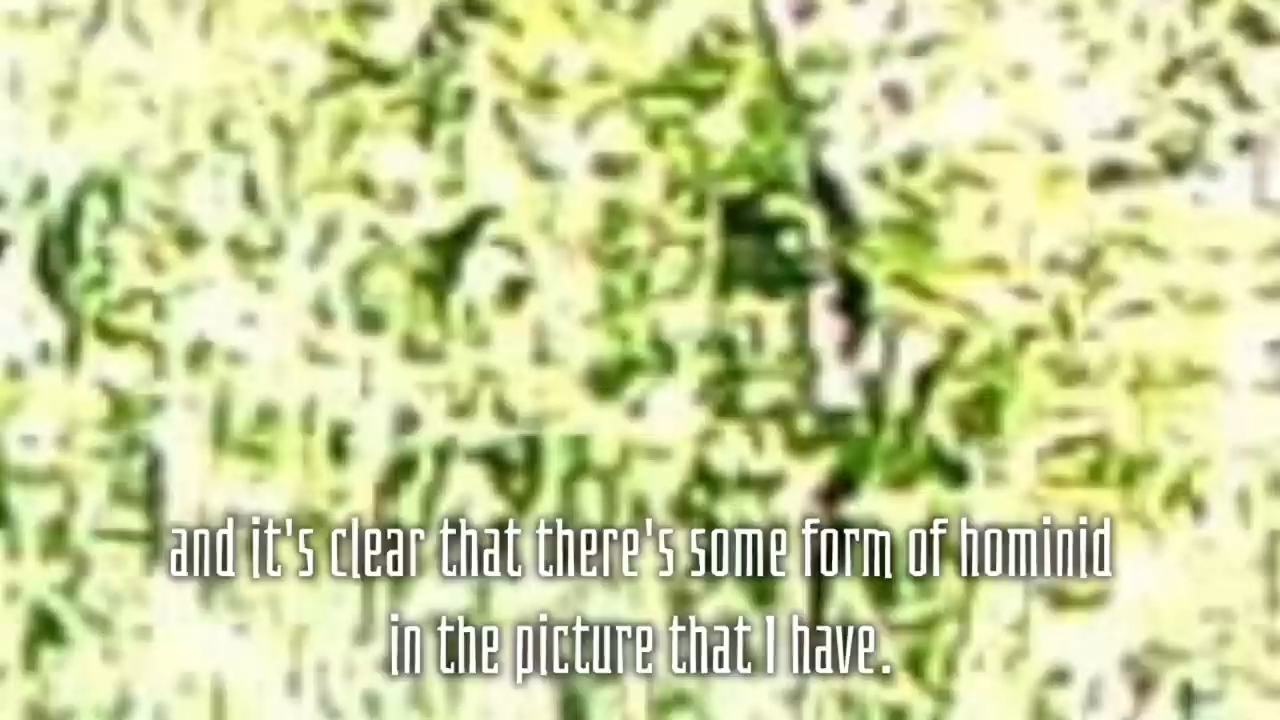 and it's clear that there's some form of hominid
in the picture that I have.